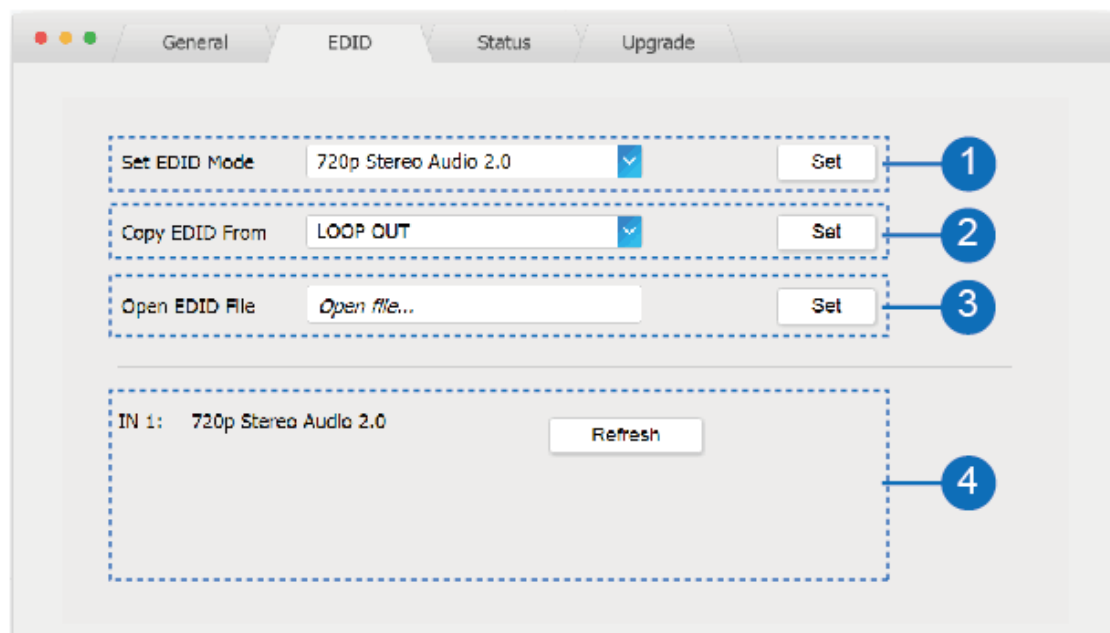 General EDID Status Upgrade
Set EDID Mode 720p Stereo Audio 2.0 Set 1
Copy EDID From LOOP OUT Set 2
Open EDID File Open file... Set 3
IN 1: 720p Stereo Audio 2.0 Refresh
4